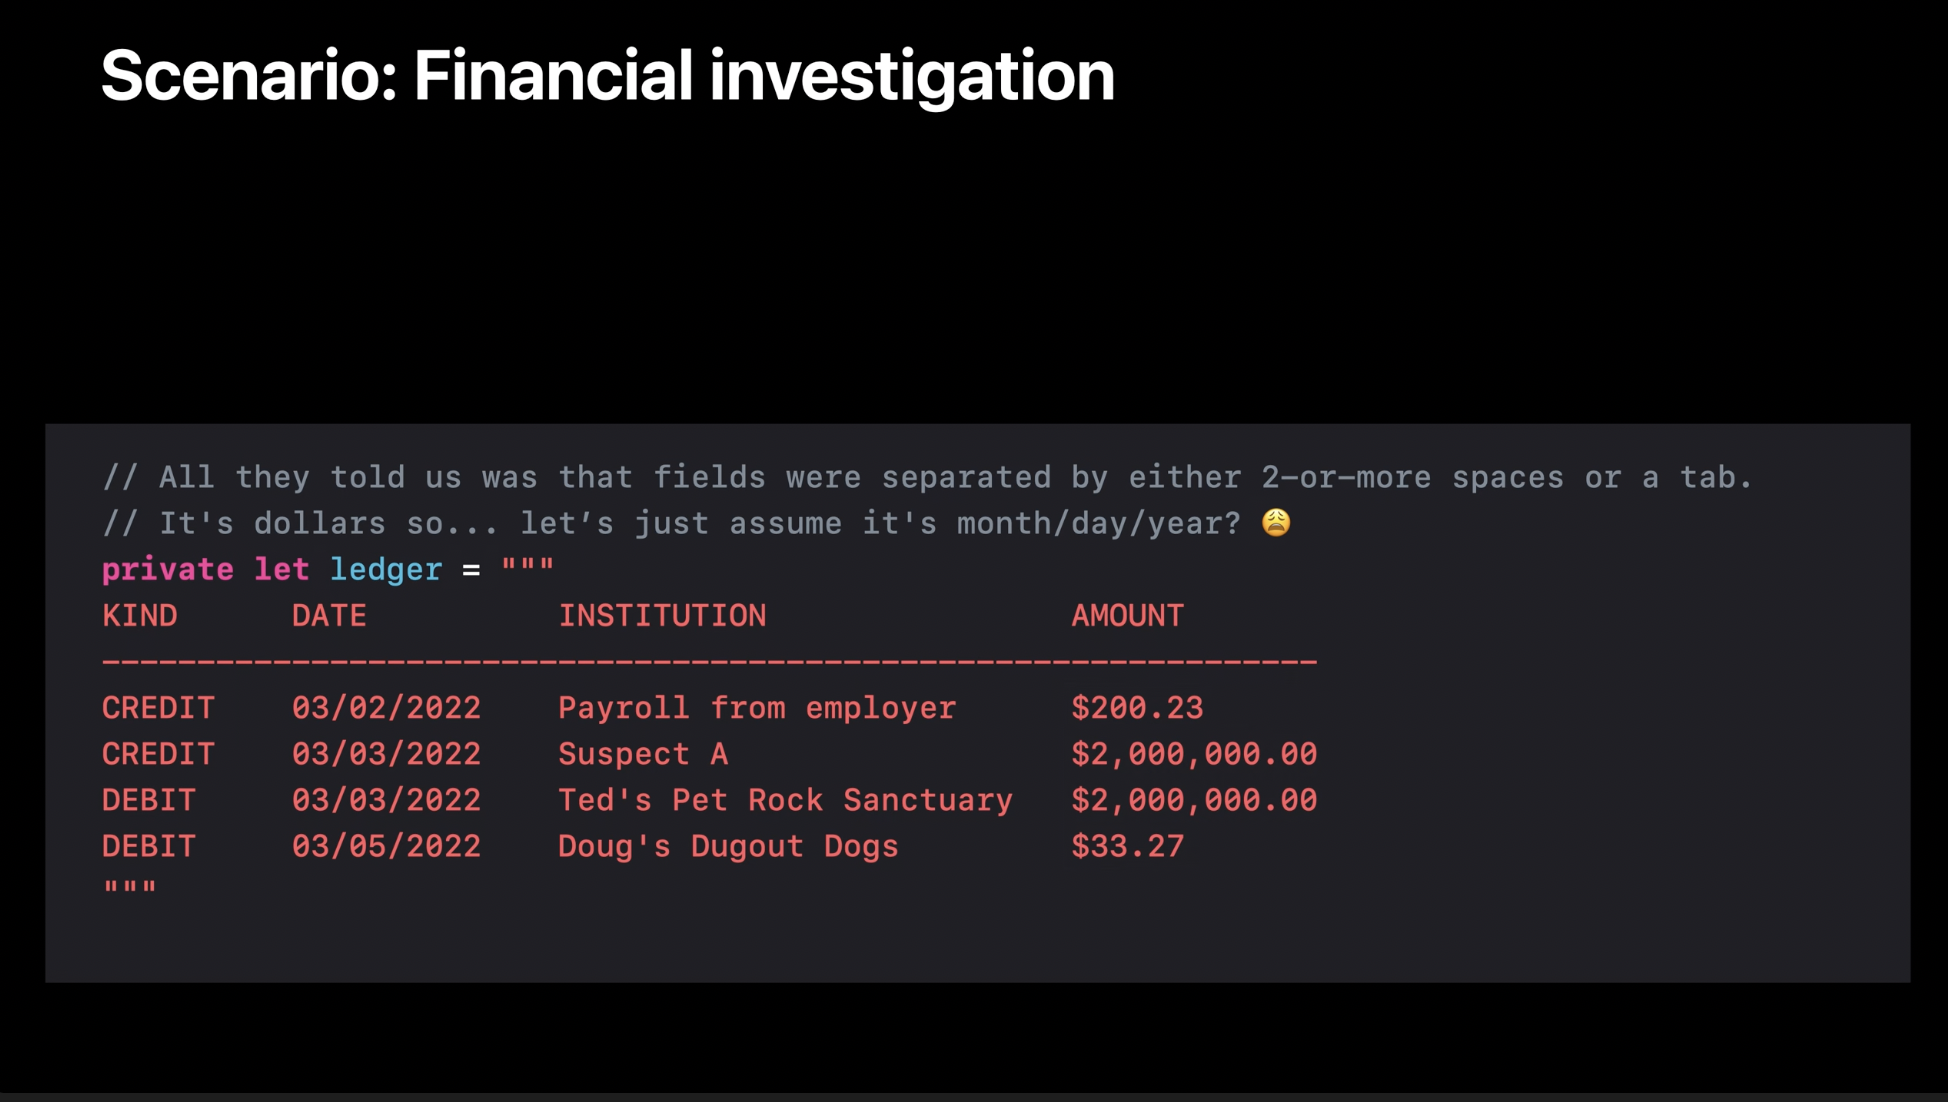 Scenario: Financial investigation
// All they told us was that fields were separated by either 2-or-more spaces or a tab.
// It's dollars so... let’s just assume it's month/day/year? 😩
private let ledger = """
KIND      DATE          INSTITUTION                AMOUNT
----------------------------------------------------------------
CREDIT    03/02/2022    Payroll from employer      $200.23
CREDIT    03/03/2022    Suspect A                  $2,000,000.00
DEBIT     03/03/2022    Ted's Pet Rock Sanctuary   $2,000,000.00
DEBIT     03/05/2022    Doug's Dugout Dogs         $33.27
"""